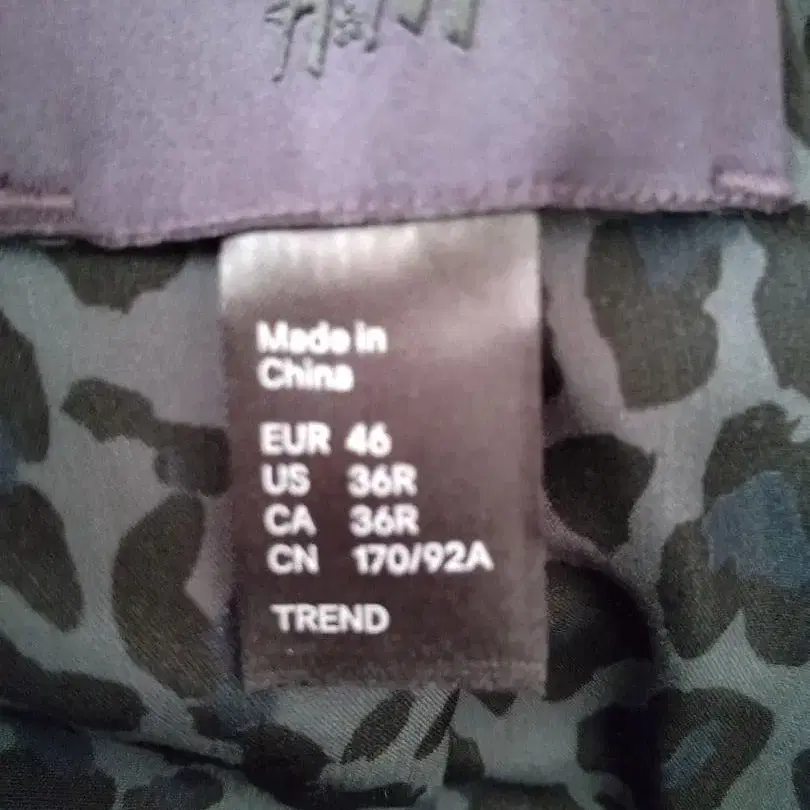 H&M
Made in
China
EUR 46
US 36R
CA 36R
CN 170/92A
TREND